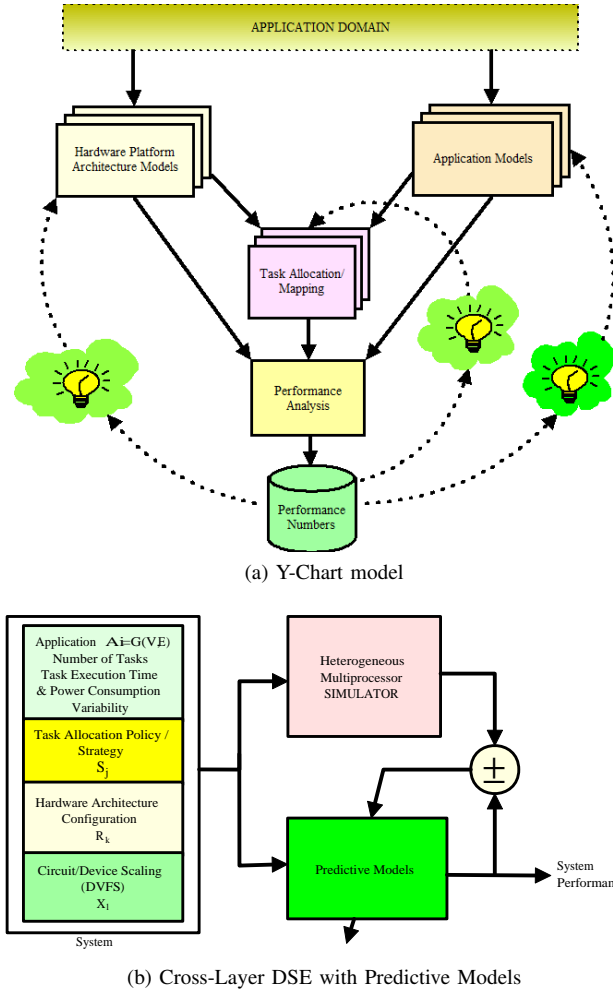 APPLICATION DOMAIN
Hardware Platform
Architecture Models
Application Models
Task Allocation/
Mapping
Performance
Analysis
Performance
Numbers
(a) Y-Chart model
Application Ai=G(V,E)
Number of Tasks
Task Execution Time
& Power Consumption
Variability
Task Allocation Policy /
Strategy
Sj
Hardware Architecture
Configuration
Rk
Circuit/Device Scaling
(DVFS)
Xl
System
Heterogeneous
Multiprocessor
SIMULATOR
±
Predictive Models
System
Performan
(b) Cross-Layer DSE with Predictive Models